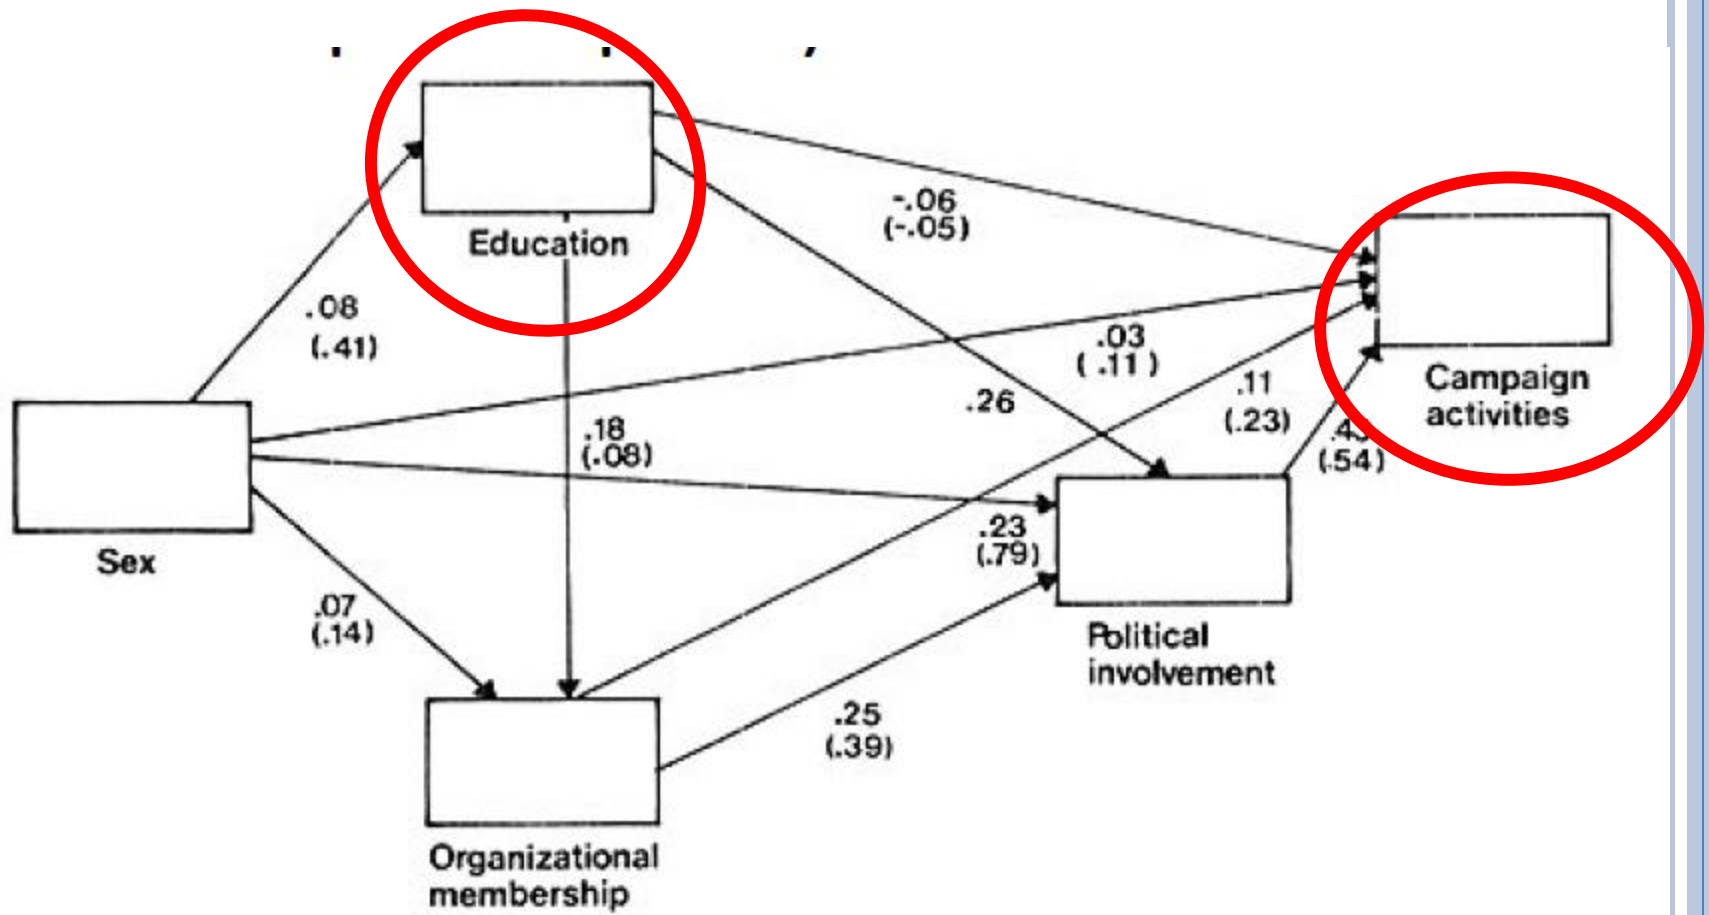 Education
-.06
(-.05)
.08
(.41)
.03
( .11 )
Campaign
activities
.11
(.23)
.26
.18
(.08)
(.54)
Sex
.23
(.79)
.07
(.14)
Political
involvement
.25
(.39)
Organizational
membership